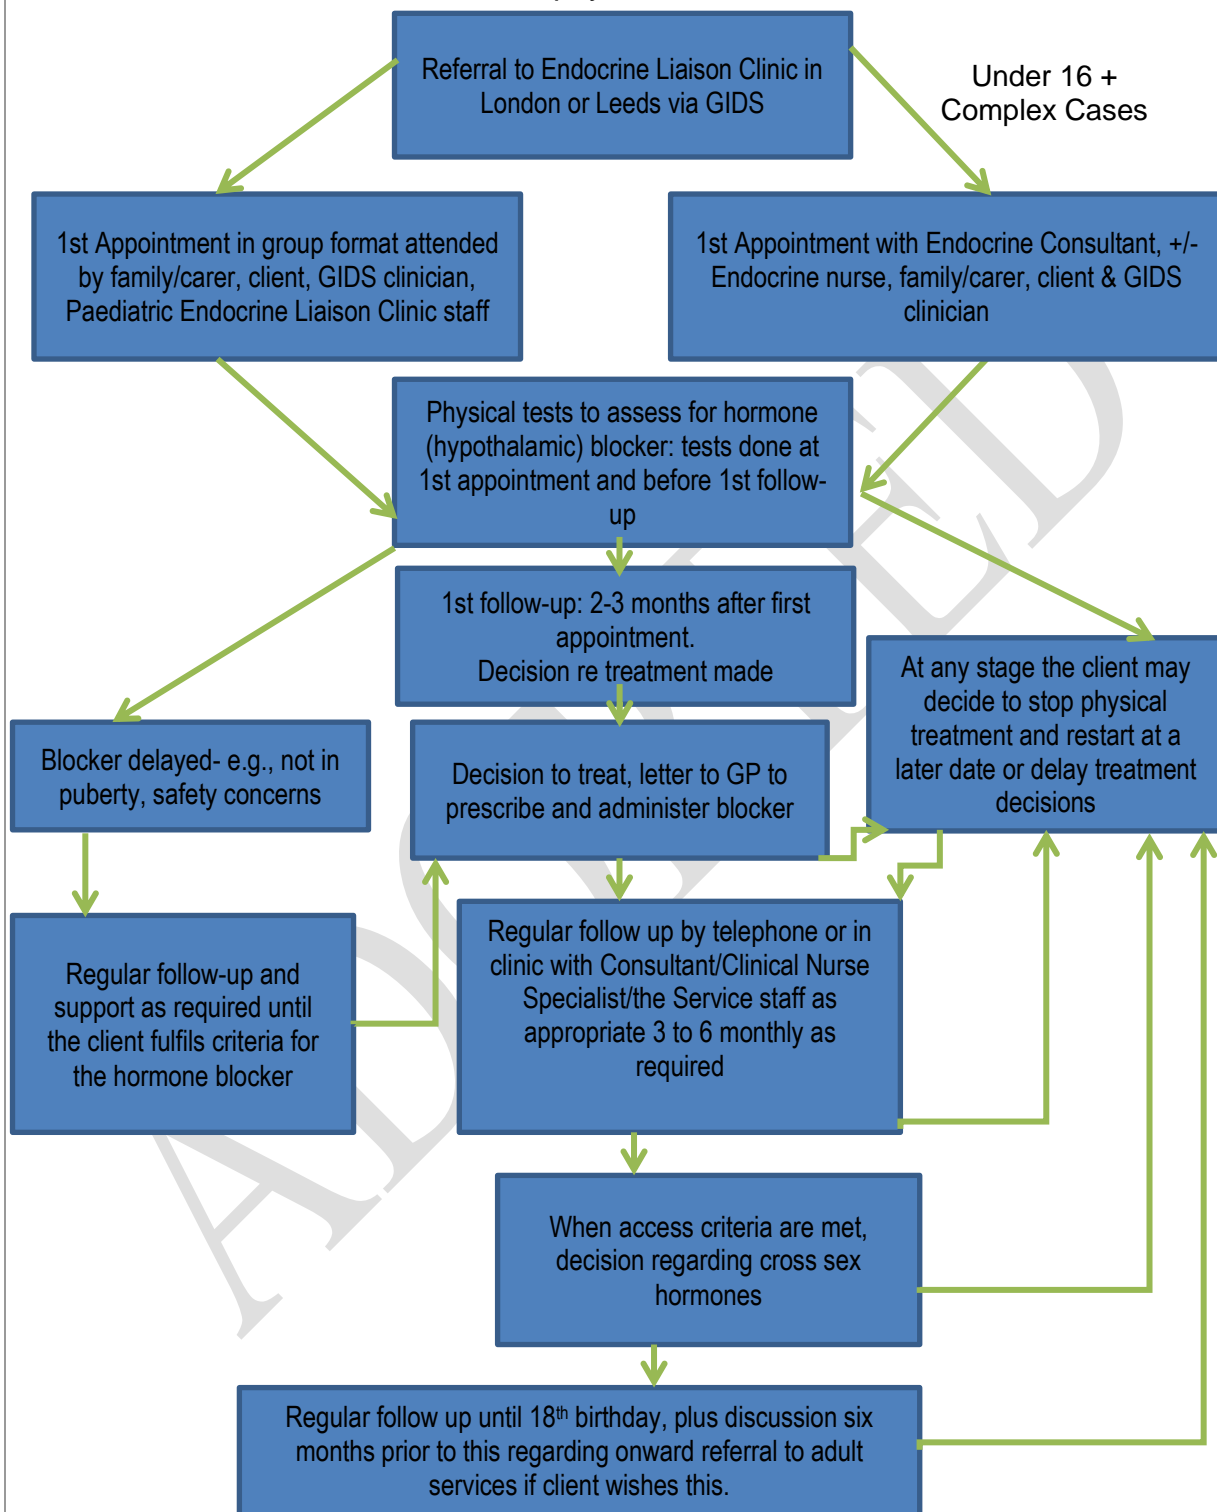 Referral to Endocrine Liaison Clinic in
London or Leeds via GIDS
Under 16 +
Complex Cases
1st Appointment in group format attended
by family/carer, client, GIDS clinician,
Paediatric Endocrine Liaison Clinic staff
1st Appointment with Endocrine Consultant, +/-
Endocrine nurse, family/carer, client & GIDS
clinician
Physical tests to assess for hormone
(hypothalamic) blocker: tests done at
1st appointment and before 1st follow-
up
1st follow-up: 2-3 months after first
appointment.
Decision re treatment made
At any stage the client may
decide to stop physical
treatment and restart at a
later date or delay treatment
decisions
Blocker delayed- e.g., not in
puberty, safety concerns
Decision to treat, letter to GP to
prescribe and administer blocker
Regular follow-up and
support as required until
the client fulfils criteria for
the hormone blocker
Regular follow up by telephone or in
clinic with Consultant/Clinical Nurse
Specialist/the Service staff as
appropriate 3 to 6 monthly as
required
When access criteria are met,
decision regarding cross sex
hormones
Regular follow up until 18th birthday, plus discussion six
months prior to this regarding onward referral to adult
services if client wishes this.